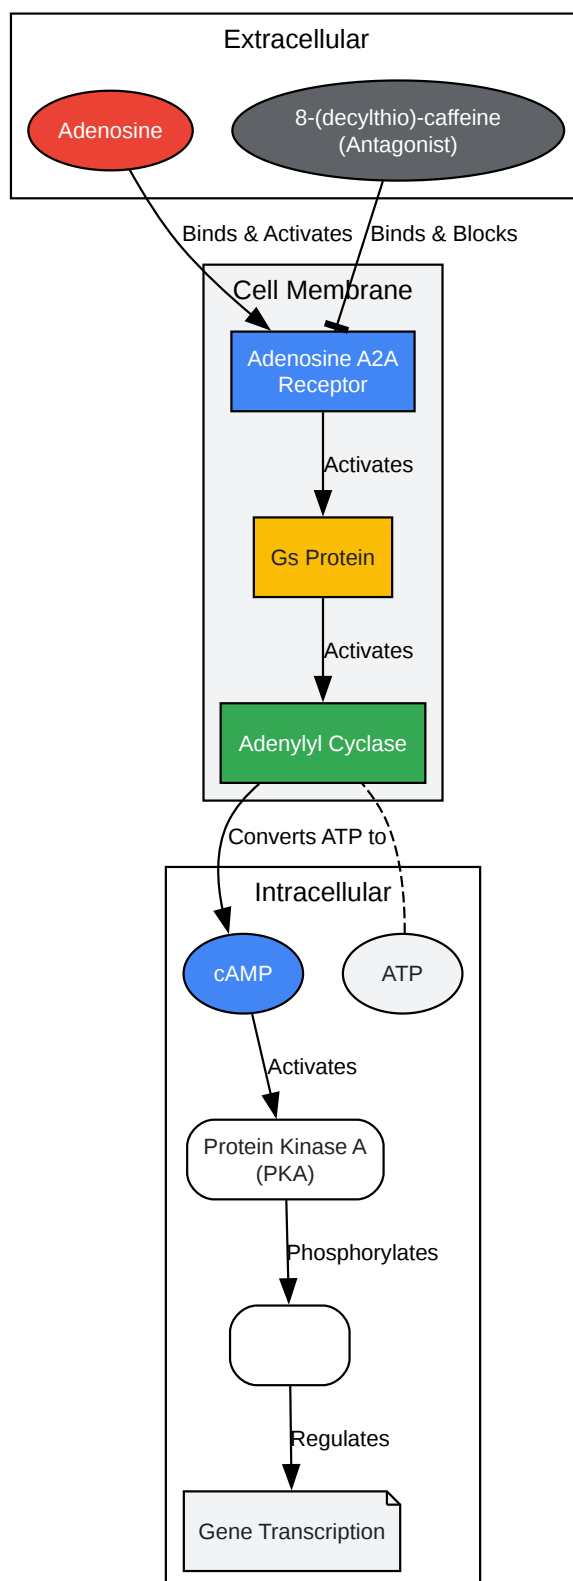 Extracellular
Adenosine
8-(decylthio)-caffeine
(Antagonist)
Binds & Activates
Binds & Blocks
Cell Membrane
Adenosine A2A
Receptor
Activates
Gs Protein
Activates
Adenylyl Cyclase
Converts ATP to
Intracellular
cAMP
ATP
Activates
Protein Kinase A
(PKA)
Phosphorylates
Regulates
Gene Transcription